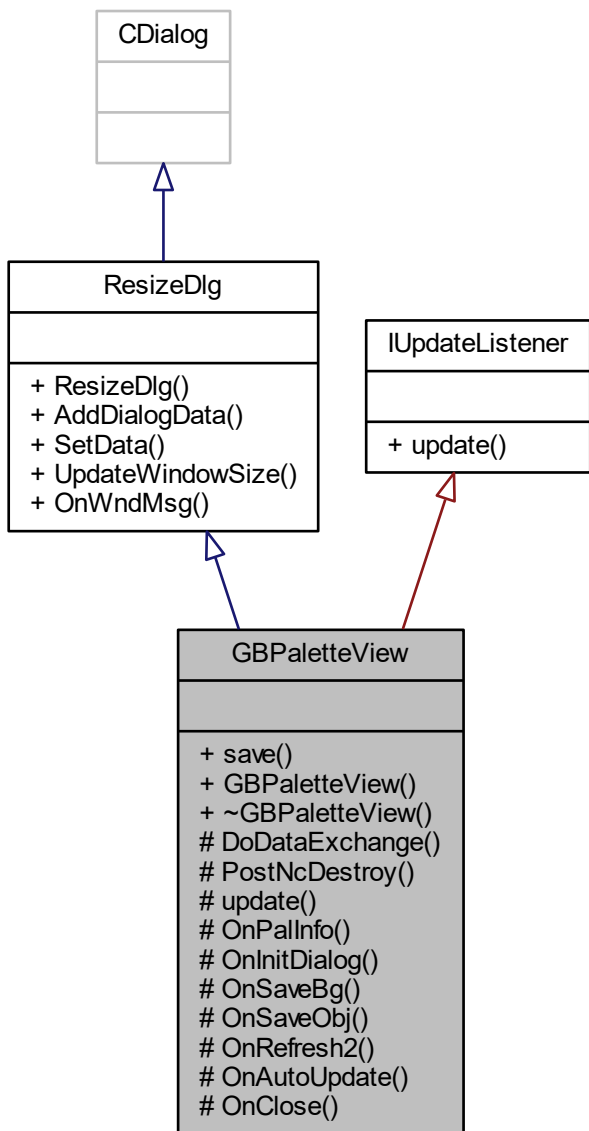 CDialog
ResizeDlg
+ ResizeDlg()
+ AddDialogData()
+ SetData()
+ UpdateWindowSize()
+ OnWndMsg()
IUpdateListener
+ update()
GBPaletteView
+ save()
+ GBPaletteView()
+ ~GBPaletteView()
# DoDataExchange()
# PostNcDestroy()
# update()
# OnPalInfo()
# OnInitDialog()
# OnSaveBg()
# OnSaveObj()
# OnRefresh2()
# OnAutoUpdate()
# OnClose()